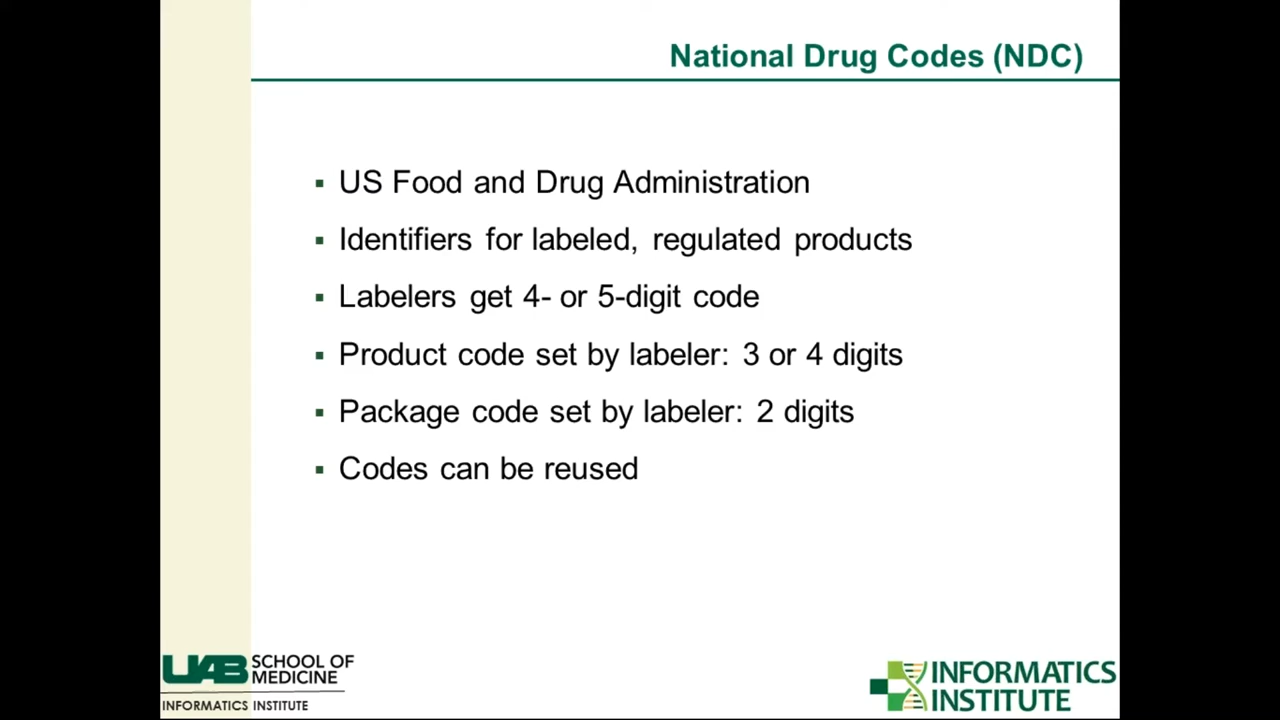 National Drug Codes (NDC)
▪ US Food and Drug Administration
▪ Identifiers for labeled, regulated products
▪ Labelers get 4- or 5-digit code
▪ Product code set by labeler: 3 or 4 digits
▪ Package code set by labeler: 2 digits
▪ Codes can be reused
UAB SCHOOL OF
MEDICINE
INFORMATICS INSTITUTE
INFORMATICS
INSTITUTE